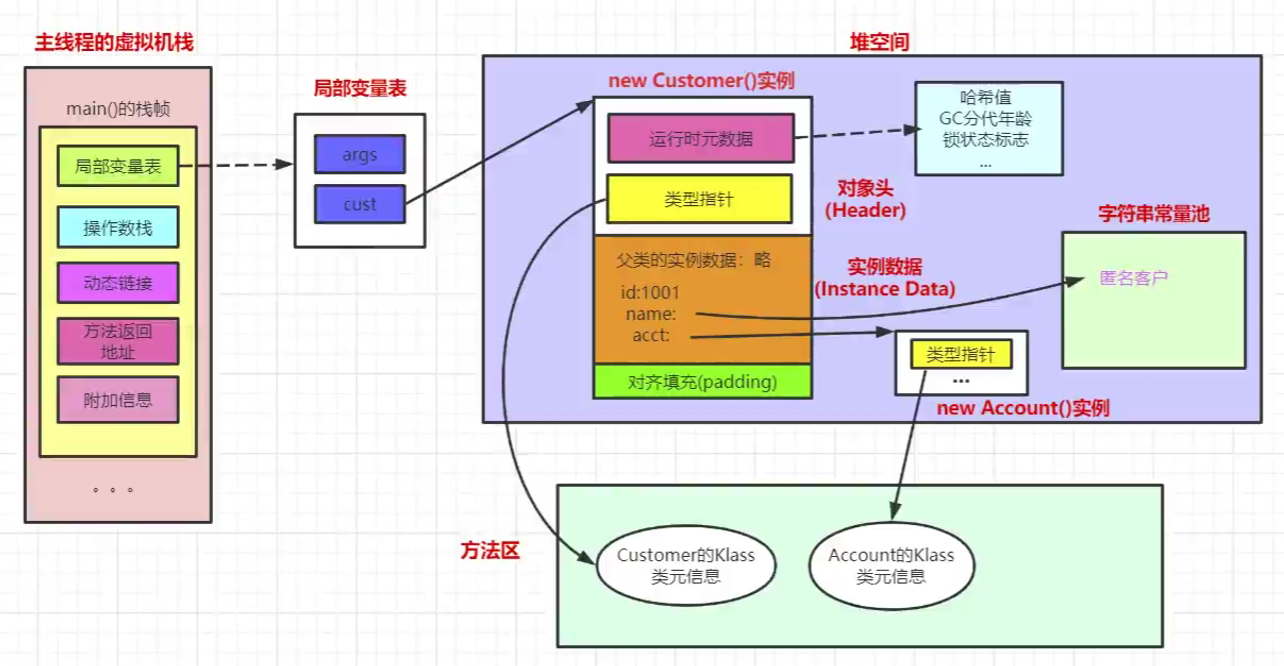 主线程的虚拟机栈
main()的栈帧
局部变量表
操作数栈
动态链接
方法返回
地址
附加信息
。。。
局部变量表
args
cust
堆空间
new Customer()实例
运行时元数据
类型指针
哈希值
GC分代年龄
锁状态标志
...
对象头
(Header)
父类的实例数据：略
id:1001
name:
acct:
实例数据
(Instance Data)
对齐填充(padding)
字符串常量池
匿名客户
类型指针
...
new Account()实例
方法区
Customer的Klass
类元信息
Account的Klass
类元信息